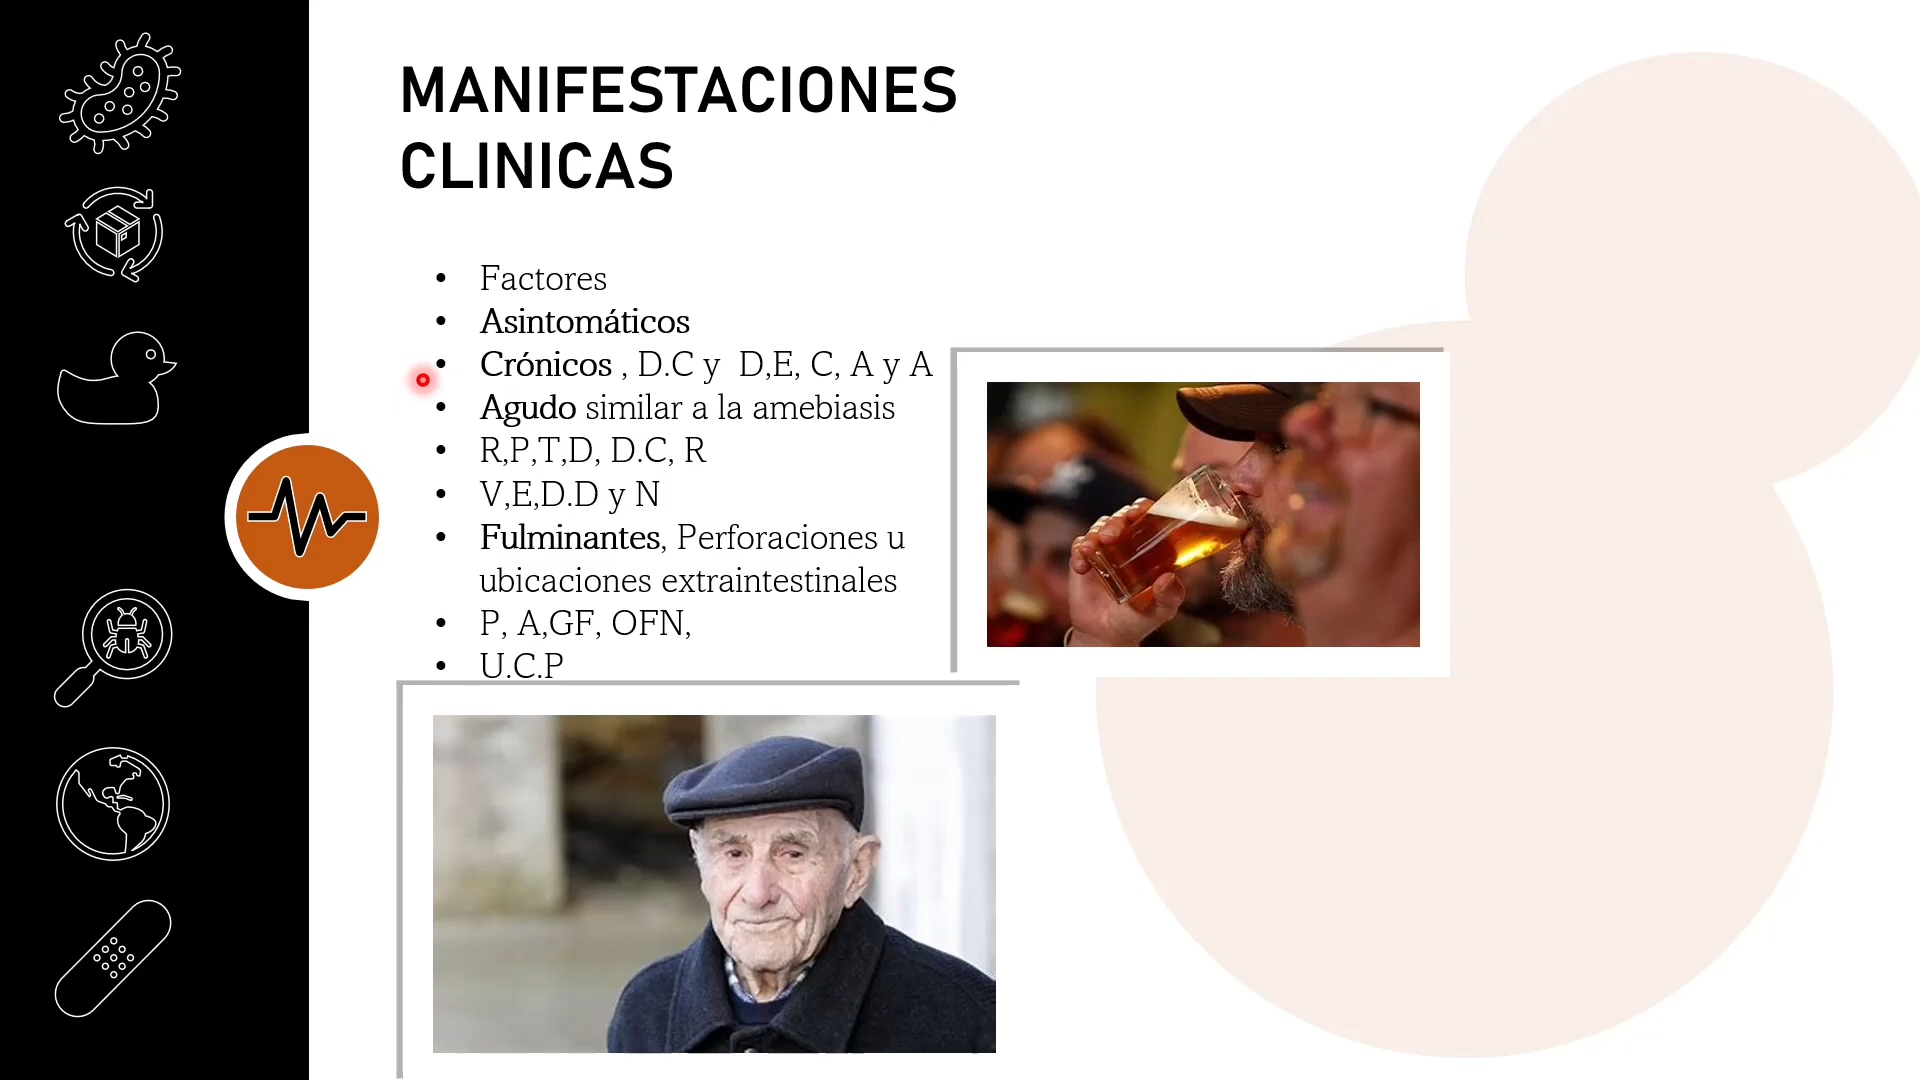 MANIFESTACIONES
CLINICAS
• Factores
• Asintomáticos
• Crónicos , D.C y D,E, C, A y A
• Agudo similar a la amebiasis
• R,P,T,D, D.C, R
• V,E,D.D y N
• Fulminantes, Perforaciones u
ubicaciones extraintestinales
• P, A,GF, OFN,
• U.C.P